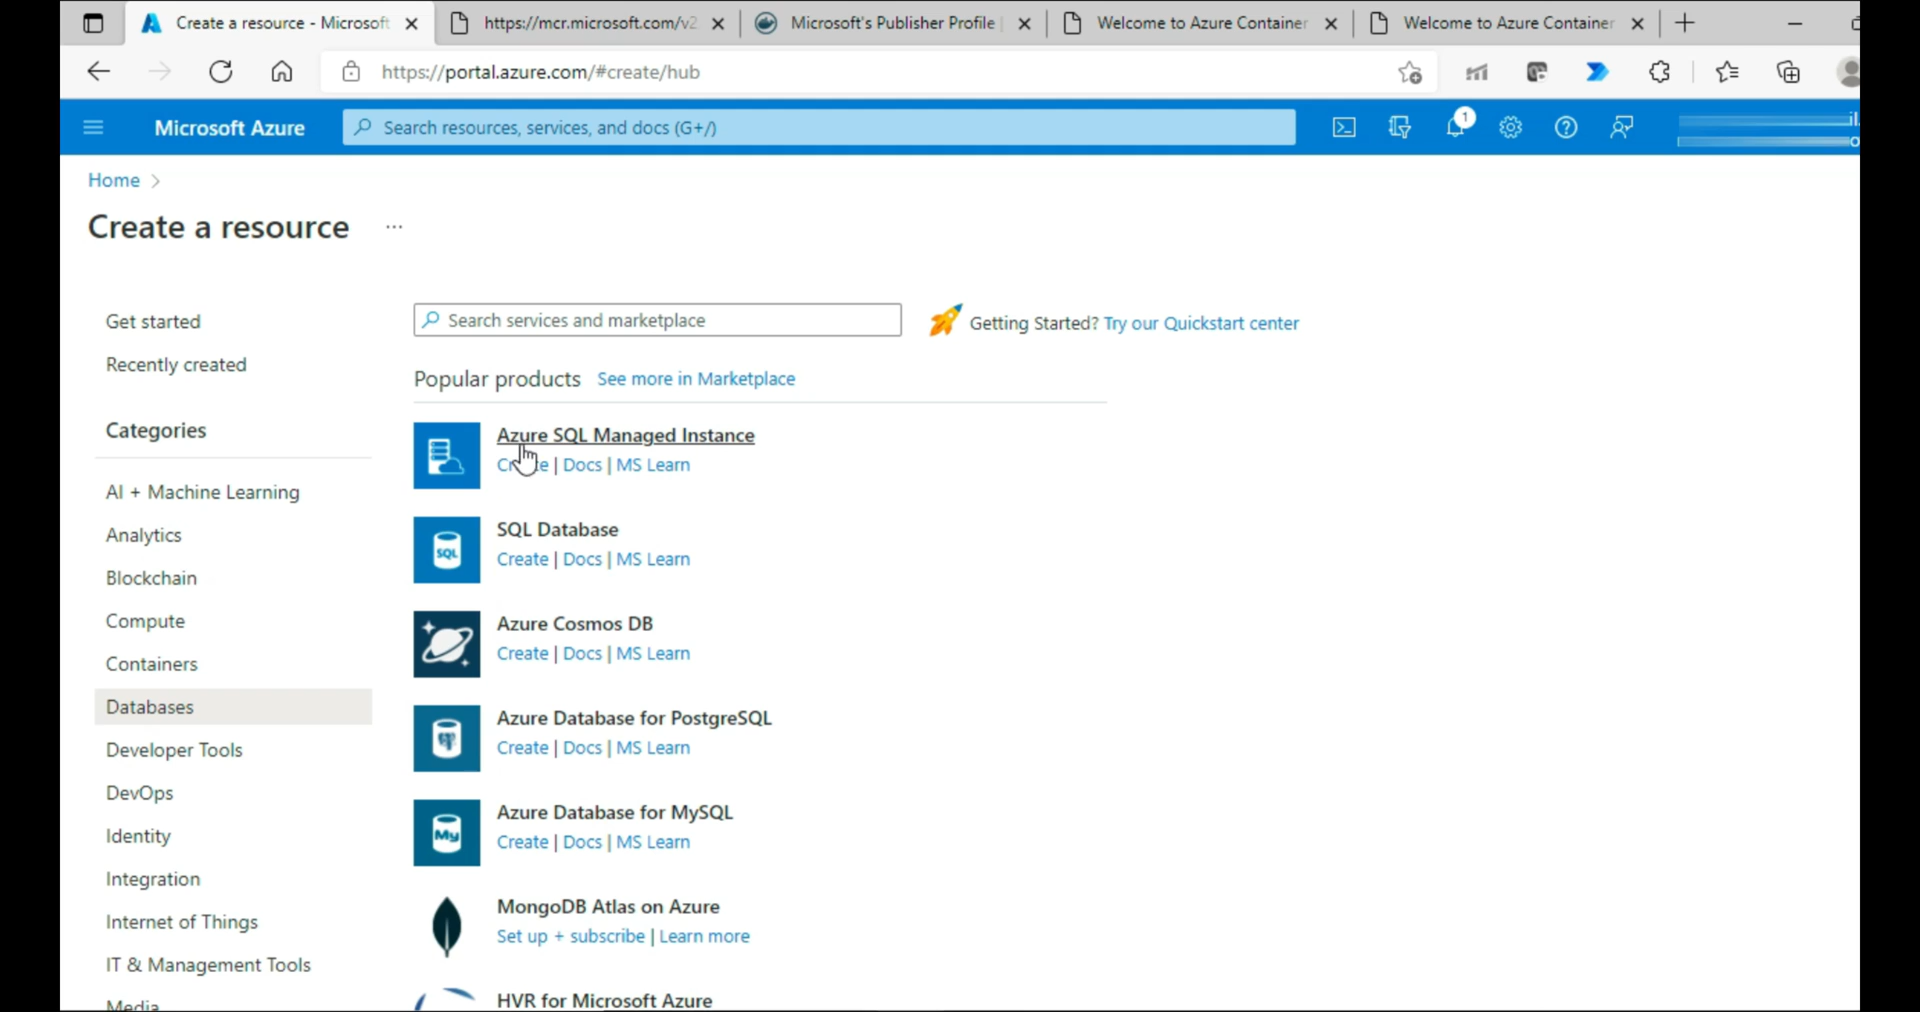 Create a resource - Microsoft
https://mcr.microsoft.com/v2
Microsoft's Publisher Profile
Welcome to Azure Container
Welcome to Azure Container
https://portal.azure.com/#create/hub
Microsoft Azure
Search resources, services, and docs (G+/)
1
Home
Create a resource
...
Get started
Recently created
Categories
AI + Machine Learning
Analytics
Blockchain
Compute
Containers
Databases
Developer Tools
DevOps
Identity
Integration
Internet of Things
IT & Management Tools
Media
Search services and marketplace
Getting Started? Try our Quickstart center
Popular products See more in Marketplace
Azure SQL Managed Instance
Create | Docs | MS Learn
SQL
SQL Database
Create | Docs | MS Learn
Azure Cosmos DB
Create | Docs | MS Learn
Azure Database for PostgreSQL
Create | Docs | MS Learn
My
Azure Database for MySQL
Create | Docs | MS Learn
MongoDB Atlas on Azure
Set up + subscribe | Learn more
HVR for Microsoft Azure